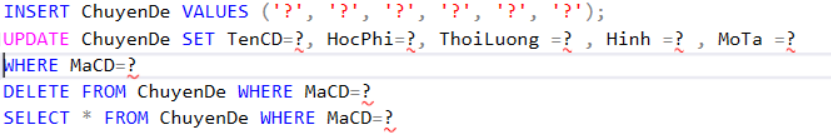 INSERT ChuyenDe VALUES ('?', '?', '?', '?', '?', '?');
UPDATE ChuyenDe SET TenCD=?, HocPhi=?, ThoiLuong =? , Hinh =? , MoTa =?
WHERE MaCD=?
DELETE FROM ChuyenDe WHERE MaCD=?
SELECT * FROM ChuyenDe WHERE MaCD=?